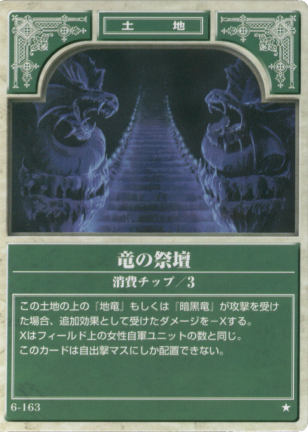 土地
竜の祭壇
消費チップ／3
この土地の上の『地竜』もしくは『暗黒竜』が攻撃を受け
た場合、追加効果として受けたダメージを－Xする。
Xはフィールド上の女性自軍ユニットの数と同じ。
このカードは自出撃マスにしか配置できない。
6-163 ★